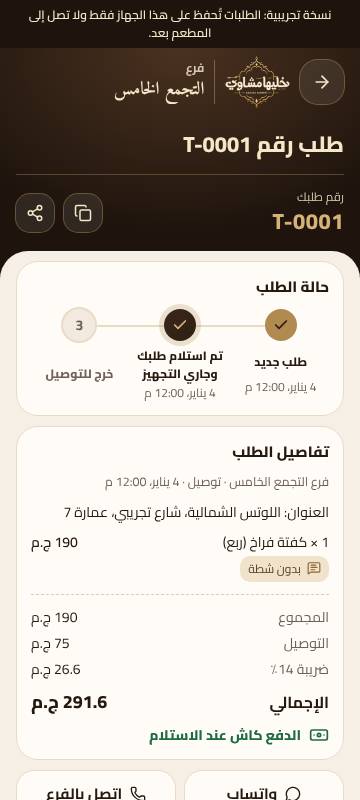 نسخة تجريبية: الطلبات تُحفظ على هذا الجهاز فقط ولا تصل إلى
المطعم بعد.
خليها مشاوي
فرع
التجمع الخامس
طلب رقم T-0001
رقم طلبك
T-0001
حالة الطلب
طلب جديد
4 يناير، 12:00 م
تم استلام طلبك
وجاري التجهيز
4 يناير، 12:00 م
3
خرج للتوصيل
تفاصيل الطلب
فرع التجمع الخامس · توصيل · 4 يناير، 12:00 م
العنوان: اللوتس الشمالية، شارع تجريبي، عمارة 7
1 × كفتة فراخ (ربع) 190 ج.م
بدون شطة
المجموع 190 ج.م
التوصيل 75 ج.م
ضريبة 14٪ 26.6 ج.م
الإجمالي 291.6 ج.م
الدفع كاش عند الاستلام
واتساب
اتصل بالفرع